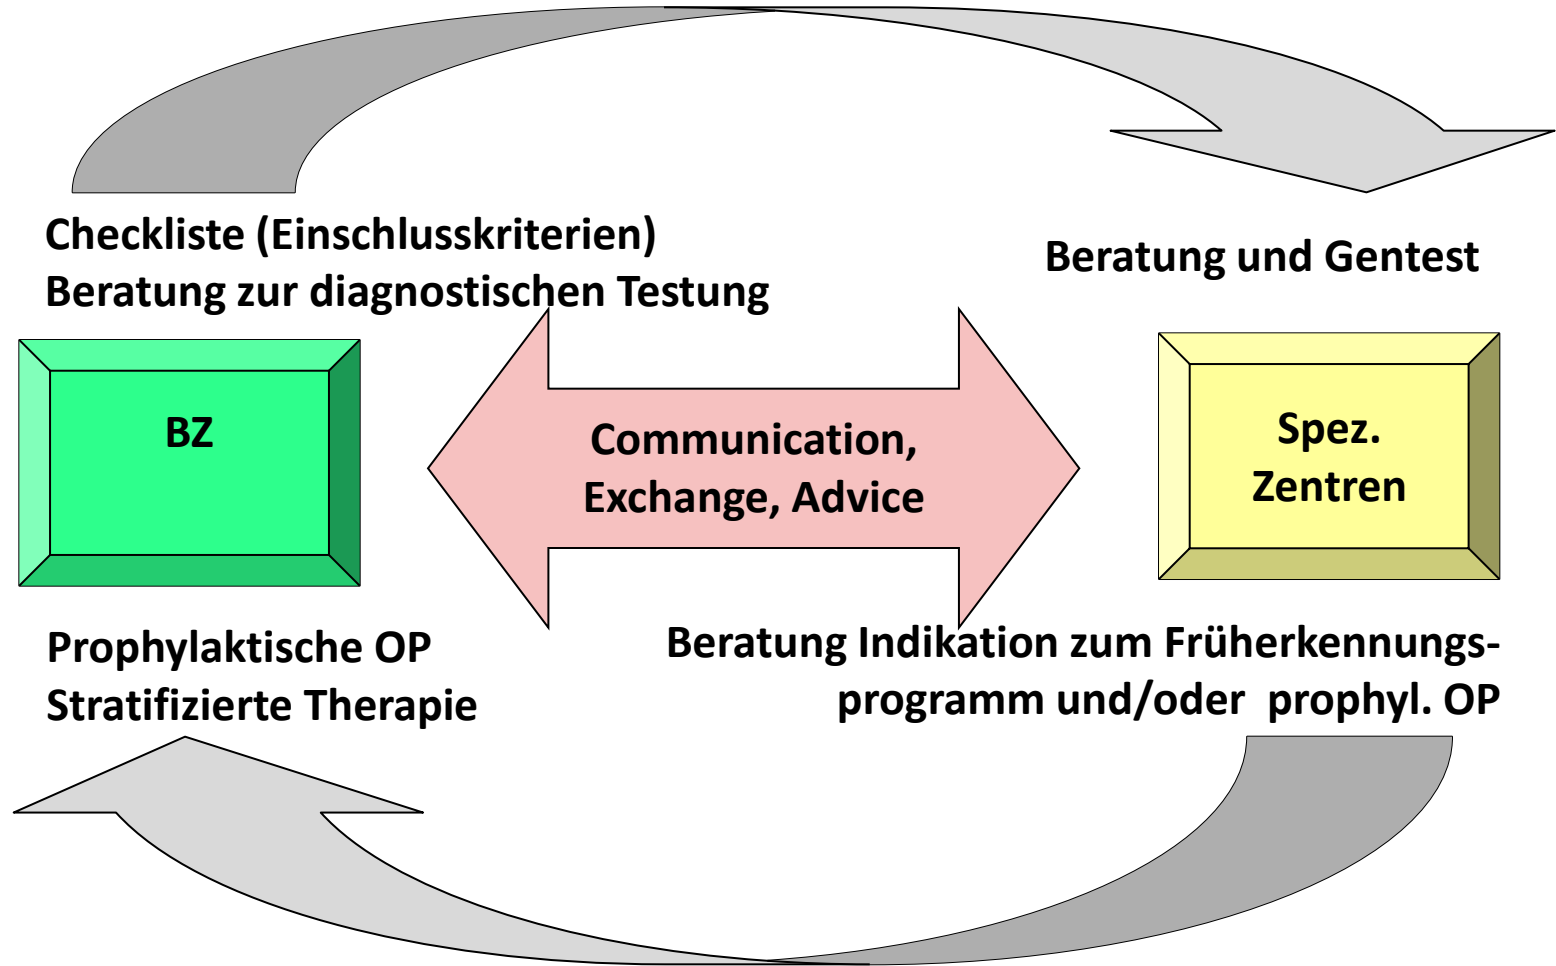 Checkliste (Einschlusskriterien)
Beratung zur diagnostischen Testung
Beratung und Gentest
BZ
Communication,
Exchange, Advice
Spez.
Zentren
Prophylaktische OP
Stratifizierte Therapie
Beratung Indikation zum Früherkennungs-
programm und/oder  prophyl. OP